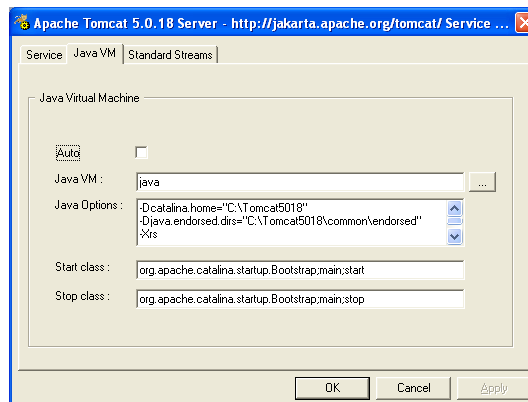 Apache Tomcat 5.0.18 Server - http://jakarta.apache.org/tomcat/ Service ...
Service Java VM Standard Streams
Java Virtual Machine
Auto
Java VM : java ...
Java Options : -Dcatalina.home="C:\Tomcat5018"
-Djava.endorsed.dirs="C:\Tomcat5018\common\endorsed"
-Xrs
Start class : org.apache.catalina.startup.Bootstrap;main;start
Stop class : org.apache.catalina.startup.Bootstrap;main;stop
OK Cancel Apply